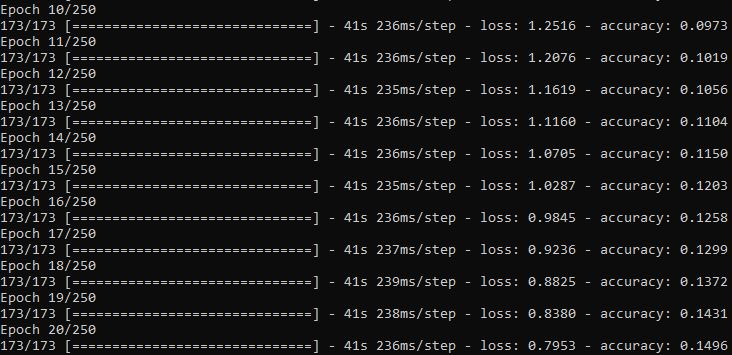 Epoch 10/250
173/173 [==============================] - 41s 236ms/step - loss: 1.2516 - accuracy: 0.0973
Epoch 11/250
173/173 [==============================] - 41s 236ms/step - loss: 1.2076 - accuracy: 0.1019
Epoch 12/250
173/173 [==============================] - 41s 235ms/step - loss: 1.1619 - accuracy: 0.1056
Epoch 13/250
173/173 [==============================] - 41s 236ms/step - loss: 1.1160 - accuracy: 0.1104
Epoch 14/250
173/173 [==============================] - 41s 236ms/step - loss: 1.0705 - accuracy: 0.1150
Epoch 15/250
173/173 [==============================] - 41s 235ms/step - loss: 1.0287 - accuracy: 0.1203
Epoch 16/250
173/173 [==============================] - 41s 236ms/step - loss: 0.9845 - accuracy: 0.1258
Epoch 17/250
173/173 [==============================] - 41s 237ms/step - loss: 0.9236 - accuracy: 0.1299
Epoch 18/250
173/173 [==============================] - 41s 239ms/step - loss: 0.8825 - accuracy: 0.1372
Epoch 19/250
173/173 [==============================] - 41s 238ms/step - loss: 0.8380 - accuracy: 0.1431
Epoch 20/250
173/173 [==============================] - 41s 236ms/step - loss: 0.7953 - accuracy: 0.1496